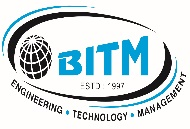 BITM
ESTD : 1997
ENGINEERING • TECHNOLOGY • MANAGEMENT